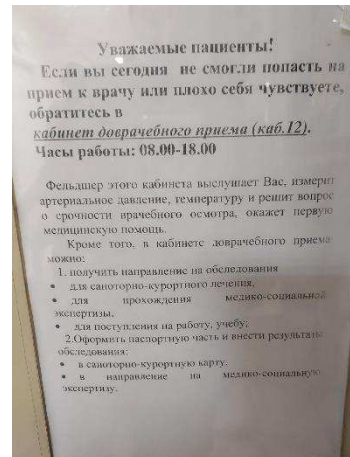 Уважаемые пациенты!
Если вы сегодня не смогли попасть на
прием к врачу или плохо себя чувствуете,
обратитесь в
кабинет доврачебного приема (каб.12).
Часы работы: 08.00-18.00
Фельдшер этого кабинета выслушает Вас, измерит
артериальное давление, температуру и решит вопрос
о срочности врачебного осмотра, окажет первую
медицинскую помощь.
Кроме того, в кабинете доврачебного приема
можно:
1. получить направление на обследования
• для санаторно-курортного лечения,
• для прохождения медико-социальной
экспертизы,
• для поступления на работу, учебу;
2.Оформить паспортную часть и внести результаты
обследования:
• в санаторно-курортную карту.
• в направление на медико-социальную
экспертизу.